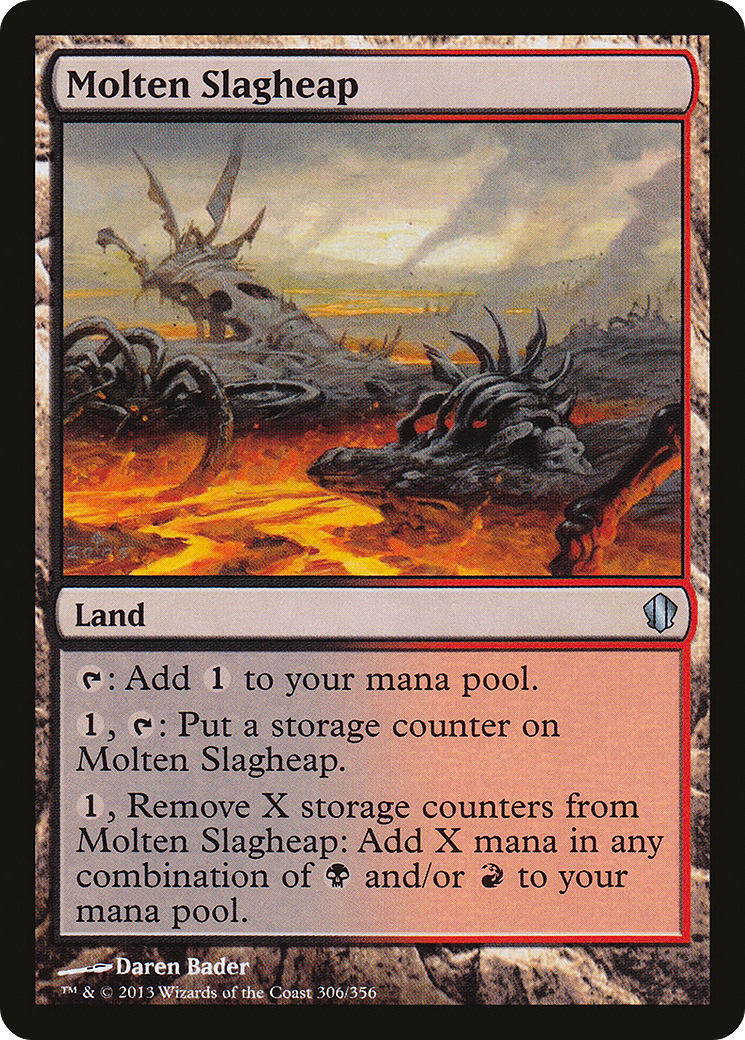 Molten Slagheap
Land
: Add 1 to your mana pool.
1, : Put a storage counter on
Molten Slagheap.
1, Remove X storage counters from
Molten Slagheap: Add X mana in any
combination of and/or to your
mana pool.
Daren Bader
™ & © 2013 Wizards of the Coast 306/356